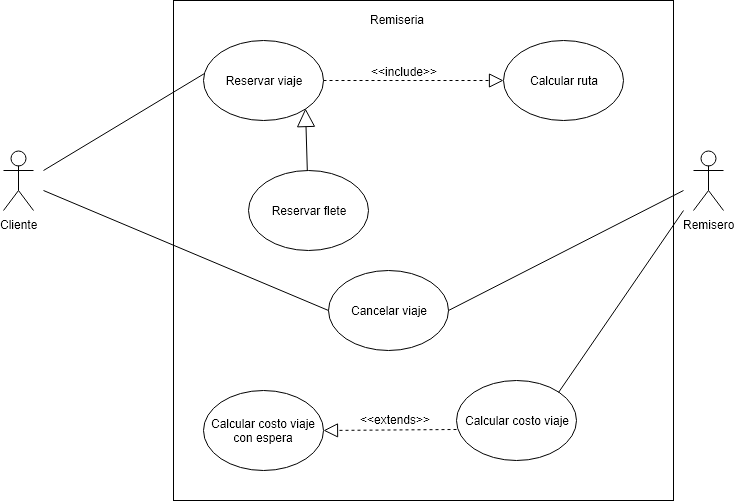 Remiseria
Reservar viaje
<<include>>
Calcular ruta
Reservar flete
Cliente
Remisero
Cancelar viaje
Calcular costo viaje
con espera
<<extends>>
Calcular costo viaje